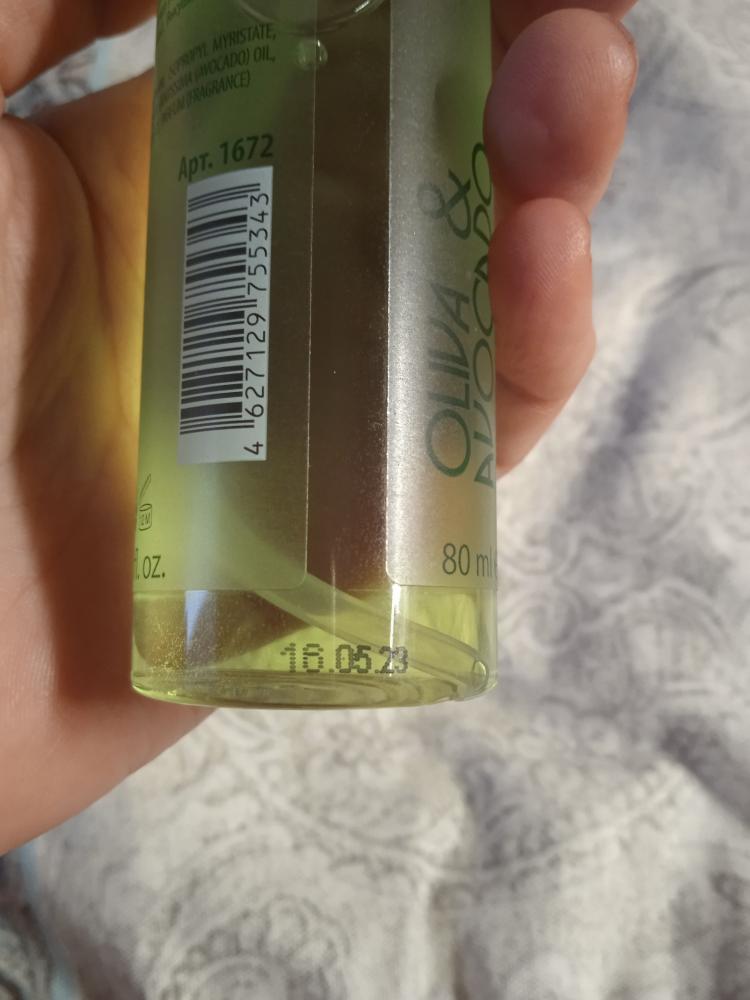 ISOPROPYL MYRISTATE,
(AVOCADO) OIL,
(FRAGRANCE)
Арт. 1672
4 627129 755343
12M
fl. oz.
OLIVA &
AVOCADO
80 ml
16.05.23